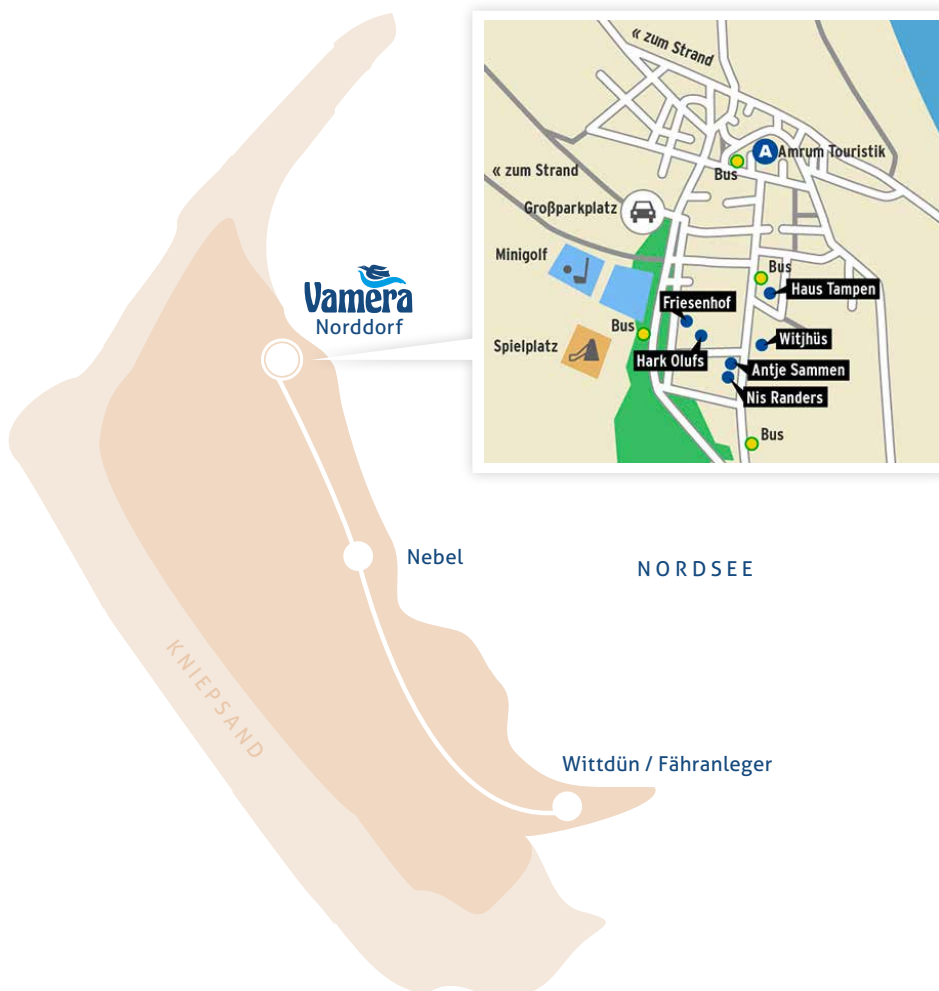 « zum Strand
A
Amrum Touristik
Bus
« zum Strand
Großparkplatz
Minigolf
Bus
Haus Tampen
Friesenhof
Bus
Spielplatz
Hark Olufs
Witjhüs
Antje Sammen
Nis Randers
Bus
Vamera
Norddorf
Nebel
NORDSEE
KNIEPSAND
Wittdün / Fähranleger